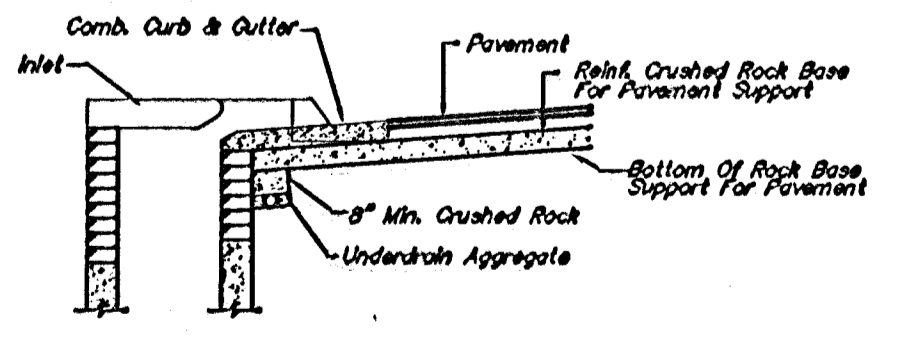 Comb. Curb & Gutter
Inlet
Pavement
Reinf. Crushed Rock Base
For Pavement Support
Bottom Of Rock Base
Support For Pavement
8" Min. Crushed Rock
Underdrain Aggregate